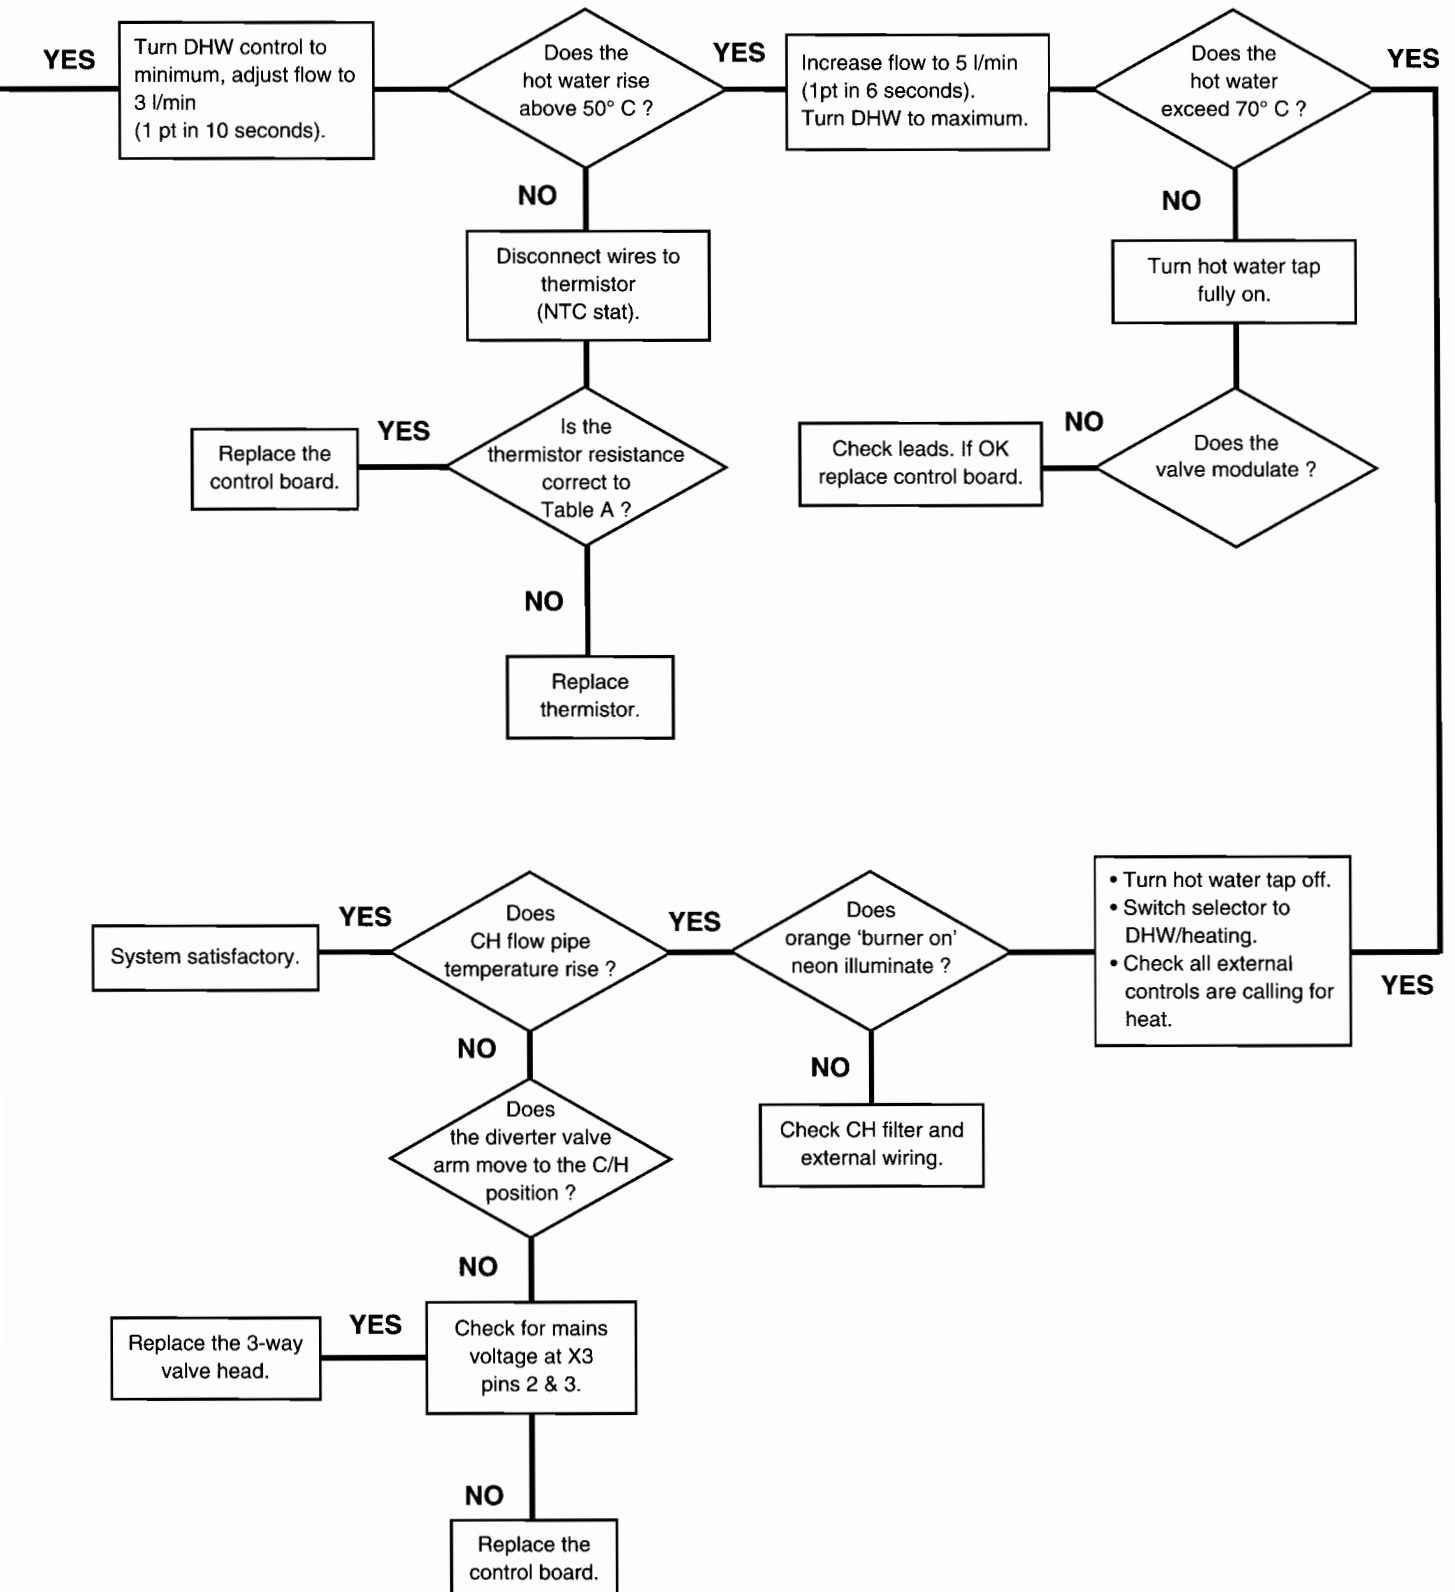 YES
Turn DHW control to
minimum, adjust flow to
3 l/min
(1 pt in 10 seconds).
Does the
hot water rise
above 50° C ?
YES
Increase flow to 5 l/min
(1pt in 6 seconds).
Turn DHW to maximum.
Does the
hot water
exceed 70° C ?
YES
NO
Disconnect wires to
thermistor
(NTC stat).
NO
Turn hot water tap
fully on.
Replace the
control board.
YES
Is the
thermistor resistance
correct to
Table A ?
Check leads. If OK
replace control board.
NO
Does the
valve modulate ?
NO
Replace
thermistor.
System satisfactory.
YES
Does
CH flow pipe
temperature rise ?
YES
Does
orange ‘burner on’
neon illuminate ?
• Turn hot water tap off.
• Switch selector to
DHW/heating.
• Check all external
controls are calling for
heat.
YES
NO
Does
the diverter valve
arm move to the C/H
position ?
NO
Check CH filter and
external wiring.
NO
Replace the 3-way
valve head.
YES
Check for mains
voltage at X3
pins 2 & 3.
NO
Replace the
control board.